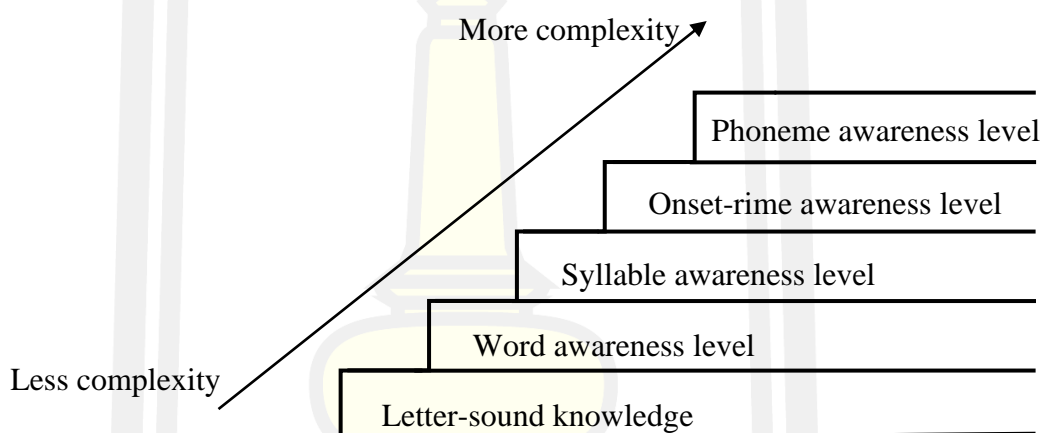 More complexity
Phoneme awareness level
Onset-rime awareness level
Syllable awareness level
Word awareness level
Less complexity
Letter-sound knowledge